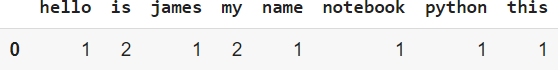 hello is james my name notebook python this
0 1 2 1 2 1 1 1 1